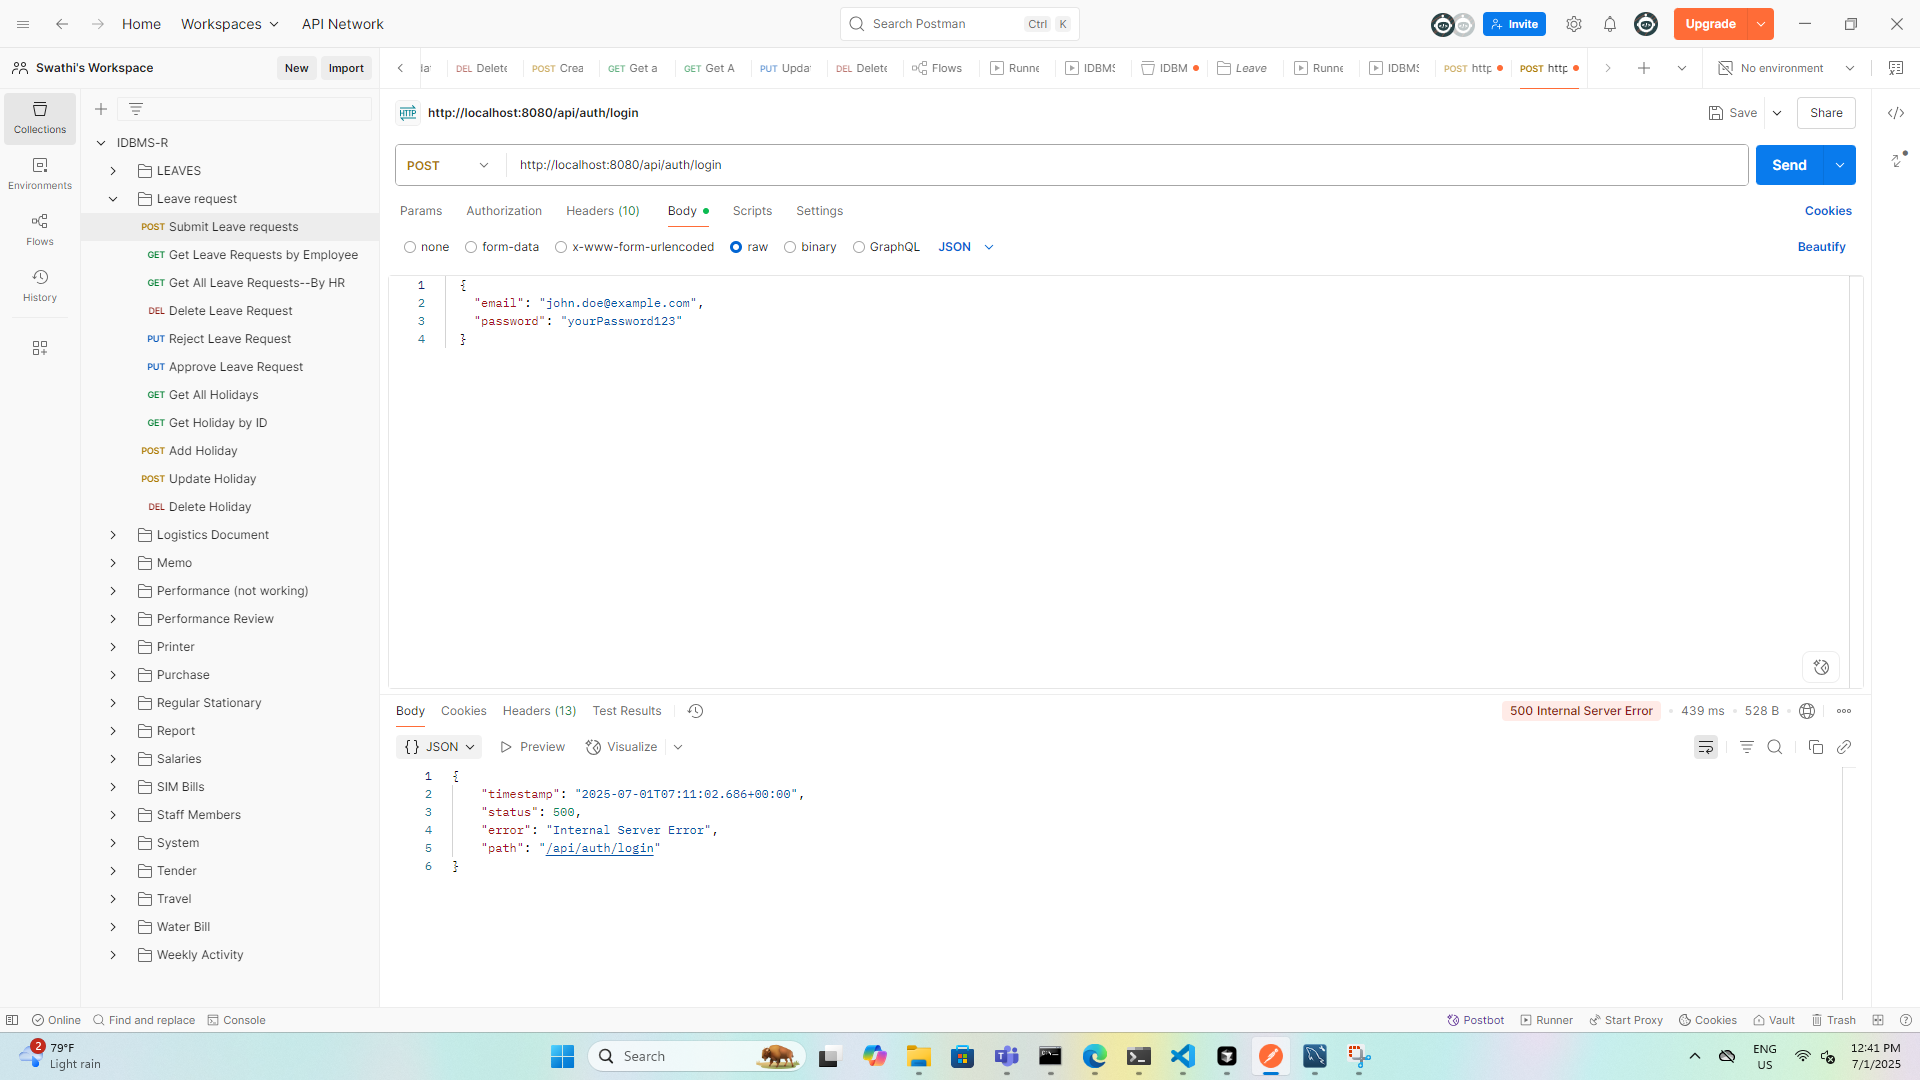 Home Workspaces API Network Search Postman Ctrl K Invite Upgrade
Swathi's Workspace New Import
DEL Delete POST Crea GET Get a GET Get A PUT Upda DEL Delete Flows Runne IDBMS IDBM Leave Runne IDBMS POST http POST http No environment
Collections
Environments
Flows
History
IDBMS-R
LEAVES
Leave request
POST Submit Leave requests
GET Get Leave Requests by Employee
GET Get All Leave Requests--By HR
DEL Delete Leave Request
PUT Reject Leave Request
PUT Approve Leave Request
GET Get All Holidays
GET Get Holiday by ID
POST Add Holiday
POST Update Holiday
DEL Delete Holiday
Logistics Document
Memo
Performance (not working)
Performance Review
Printer
Purchase
Regular Stationary
Report
Salaries
SIM Bills
Staff Members
System
Tender
Travel
Water Bill
Weekly Activity
HTTP http://localhost:8080/api/auth/login Save Share
POST http://localhost:8080/api/auth/login Send
Params Authorization Headers (10) Body Scripts Settings Cookies
none form-data x-www-form-urlencoded raw binary GraphQL JSON Beautify
1 {
2 "email": "john.doe@example.com",
3 "password": "yourPassword123"
4 }
Body Cookies Headers (13) Test Results 500 Internal Server Error 439 ms 528 B
{} JSON Preview Visualize
1 {
2 "timestamp": "2025-07-01T07:11:02.686+00:00",
3 "status": 500,
4 "error": "Internal Server Error",
5 "path": "/api/auth/login"
6 }
Online Find and replace Console Postbot Runner Start Proxy Cookies Vault Trash
2 79°F
Light rain
Search
ENG
US
12:41 PM
7/1/2025